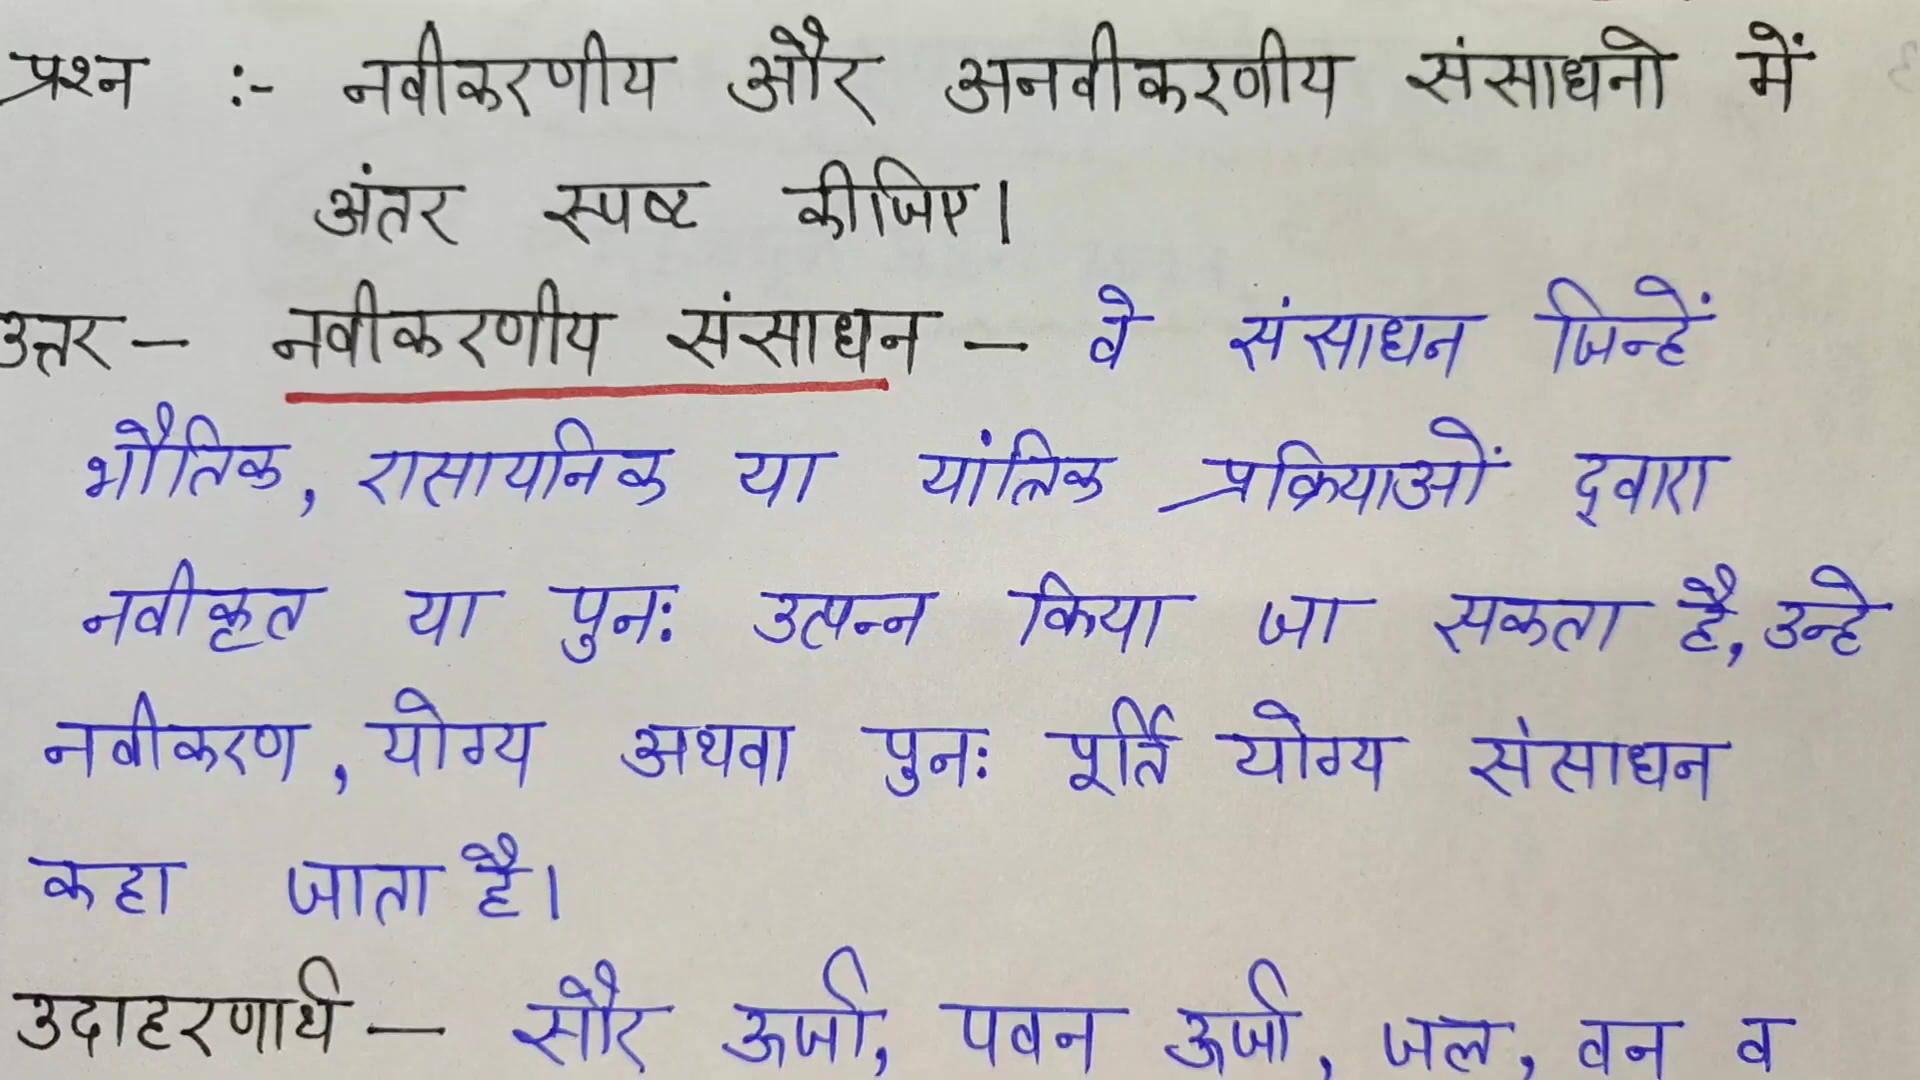 प्रश्न :- नवीकरणीय और अनवीकरणीय संसाधनो में
अंतर स्पष्ट कीजिए।
उत्तर – नवीकरणीय संसाधन – वे संसाधन जिन्हें
भौतिक, रासायनिक या यांत्रिक प्रक्रियाओं द्वारा
नवीकृत या पुनः उत्पन्न किया जा सकता है, उन्हे
नवीकरण, योग्य अथवा पुनः पूर्ति योग्य संसाधन
कहा जाता है।
उदाहरणार्थ – सौर ऊर्जा, पवन ऊर्जा, जल, वन व